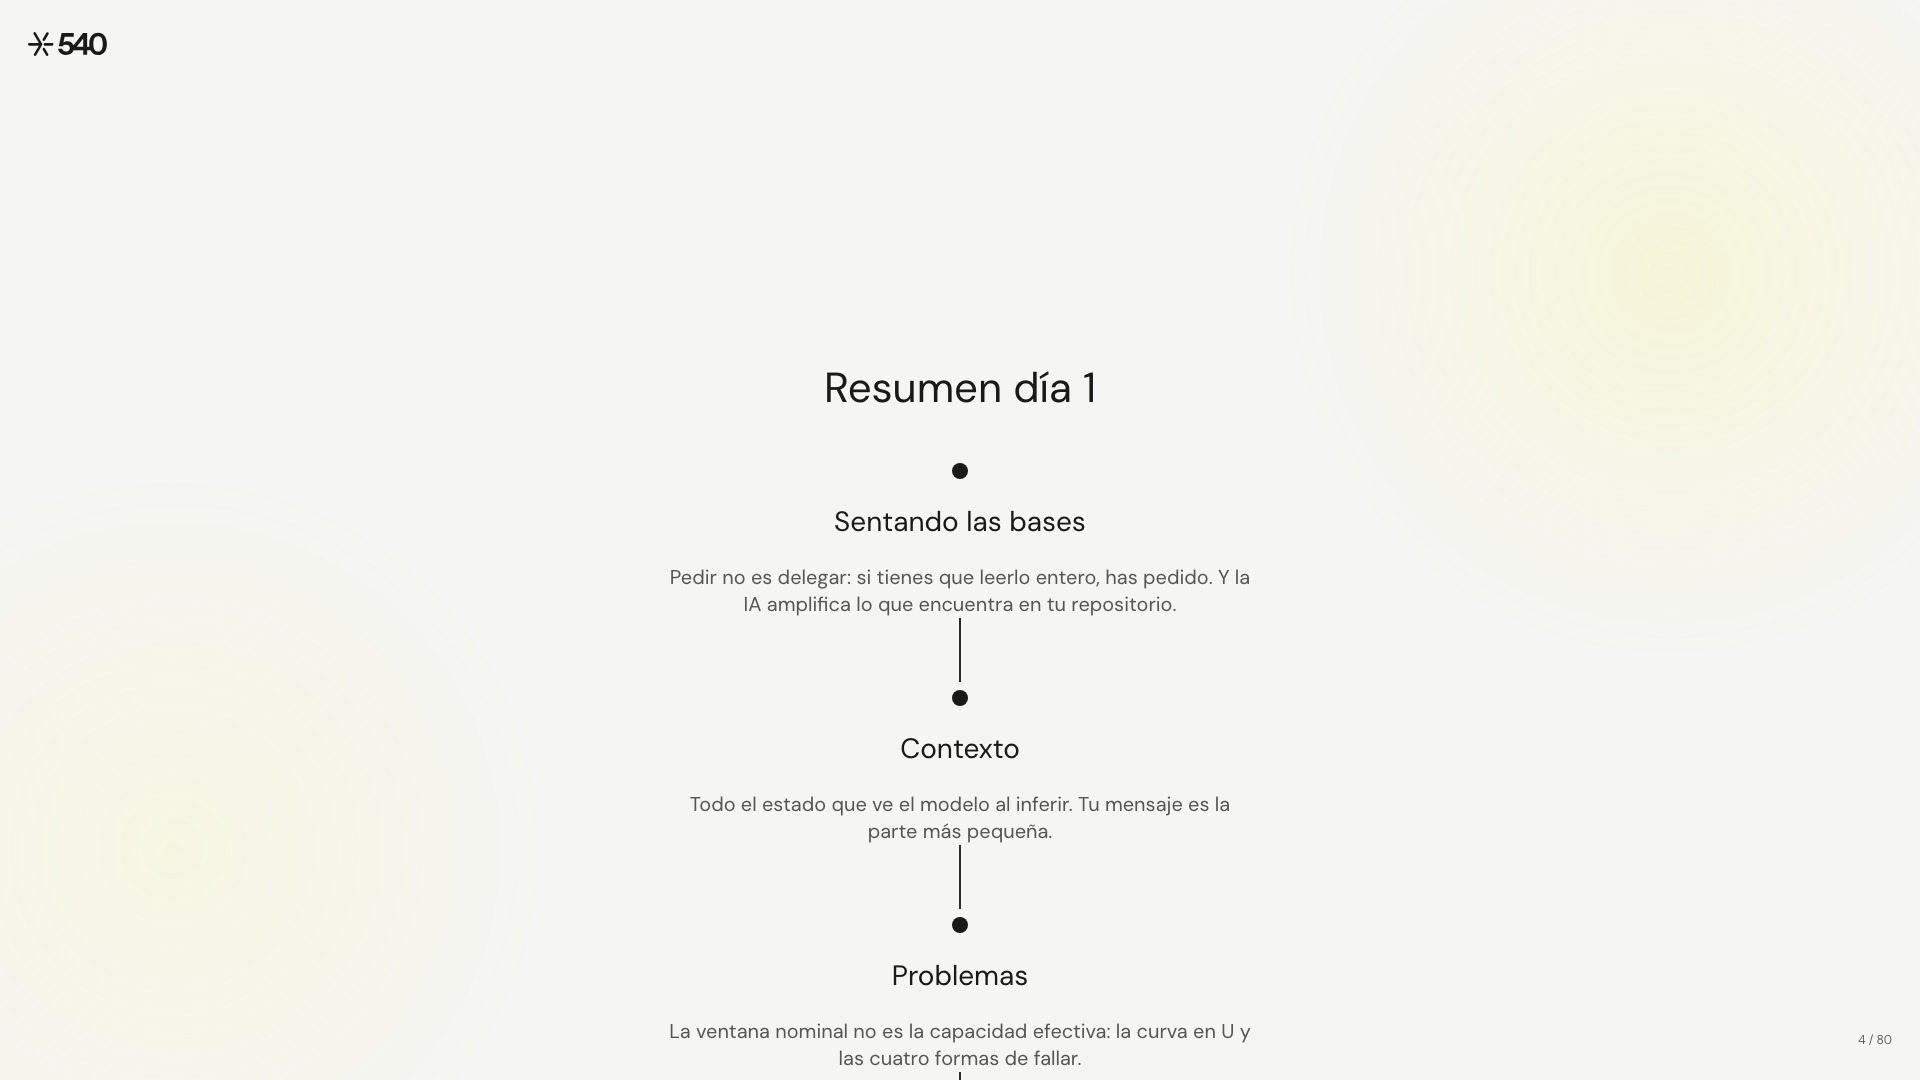 540
Resumen día 1
Sentando las bases
Pedir no es delegar: si tienes que leerlo entero, has pedido. Y la
IA amplifica lo que encuentra en tu repositorio.
Contexto
Todo el estado que ve el modelo al inferir. Tu mensaje es la
parte más pequeña.
Problemas
La ventana nominal no es la capacidad efectiva: la curva en U y
las cuatro formas de fallar.
4 / 80